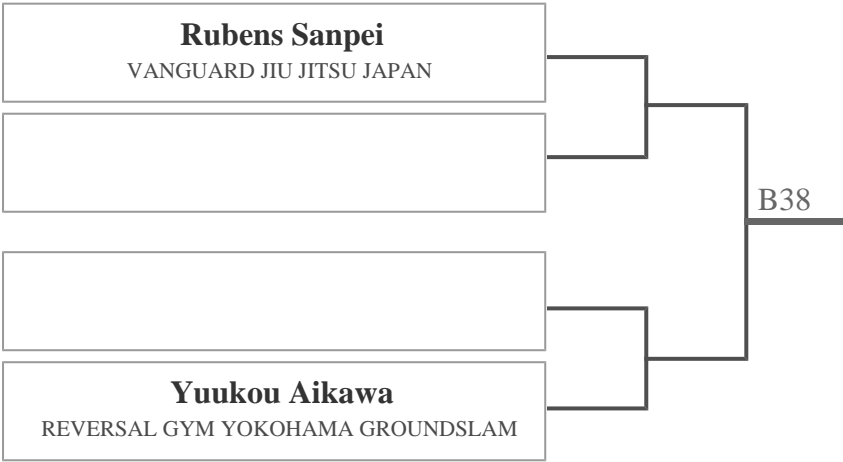 Rubens Sanpei
VANGUARD JIU JITSU JAPAN
B38
Yuukou Aikawa
REVERSAL GYM YOKOHAMA GROUNDSLAM